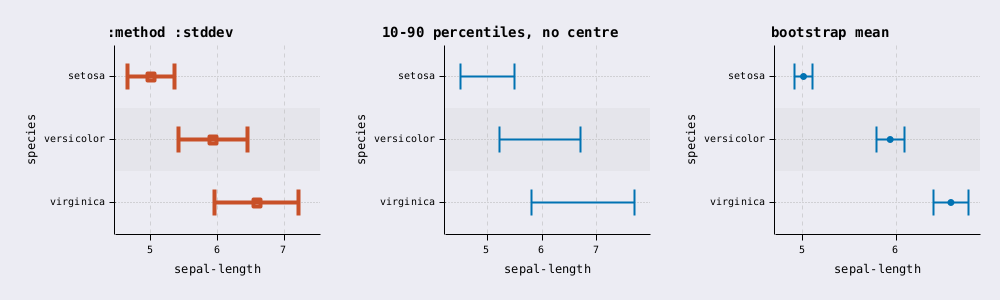 :method :stddev
setosa
versicolor
virginica
species
5 6 7
sepal-length
10-90 percentiles, no centre
setosa
versicolor
virginica
species
5 6 7
sepal-length
bootstrap mean
setosa
versicolor
virginica
species
5 6
sepal-length